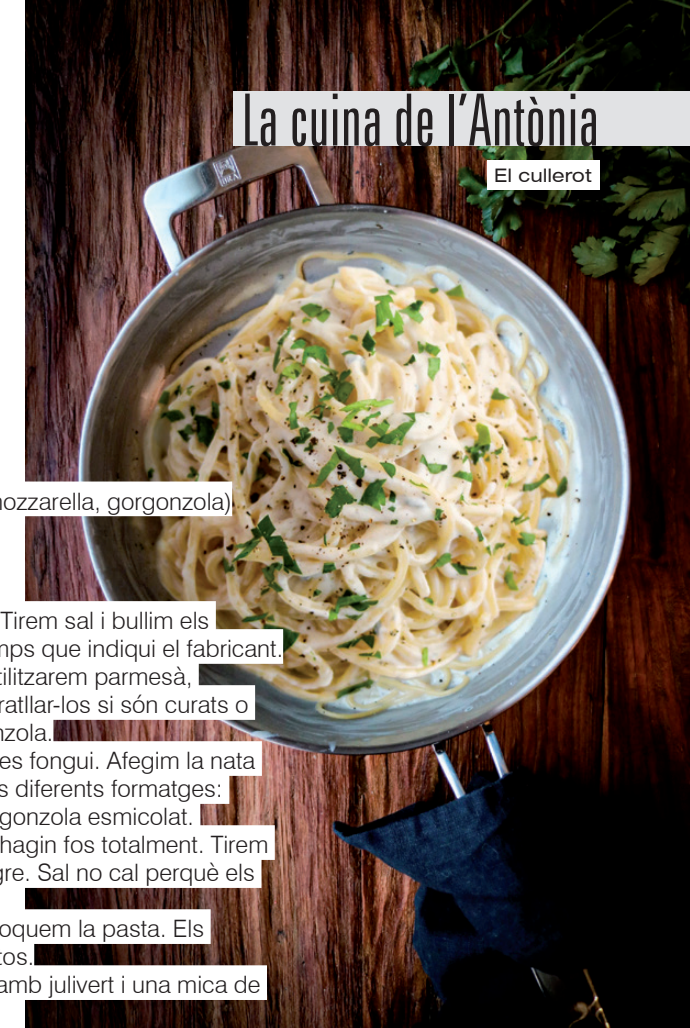 La cuina de l’Antònia
El cullerot
nozzarella, gorgonzola)
Tirem sal i bullim els
mps que indiqui el fabricant.
tilitzarem parmesà,
ratllar-los si són curats o
nzola.
es fongui. Afegim la nata
s diferents formatges:
gonzola esmicolat.
hagin fos totalment. Tirem
gre. Sal no cal perquè els
oquem la pasta. Els
tos.
amb julivert i una mica de